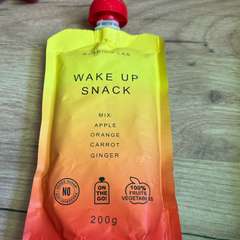 WAKE UP
SNACK
MIX:
APPLE
ORANGE
CARROT
GINGER
NO
ON
THE
GO!
100%
FRUITS
VEGETABLES
200g